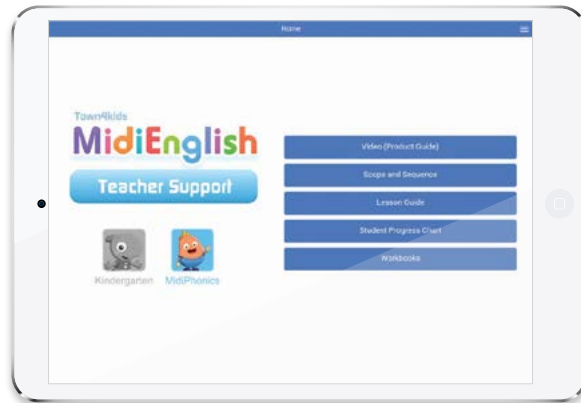 Home
Town4kids
MidiEnglish
Teacher Support
Kindergarten
MidiPhonics
Video (Product Guide)
Scope and Sequence
Lesson Guide
Student Progress Chart
Workbooks